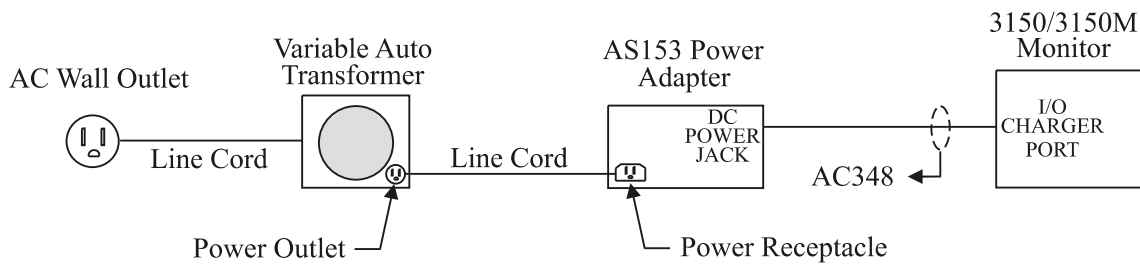 AC Wall Outlet
Line Cord
Variable Auto
Transformer
Power Outlet
Line Cord
AS153 Power
Adapter
DC
POWER
JACK
Power Receptacle
AC348
3150/3150M
Monitor
I/O
CHARGER
PORT